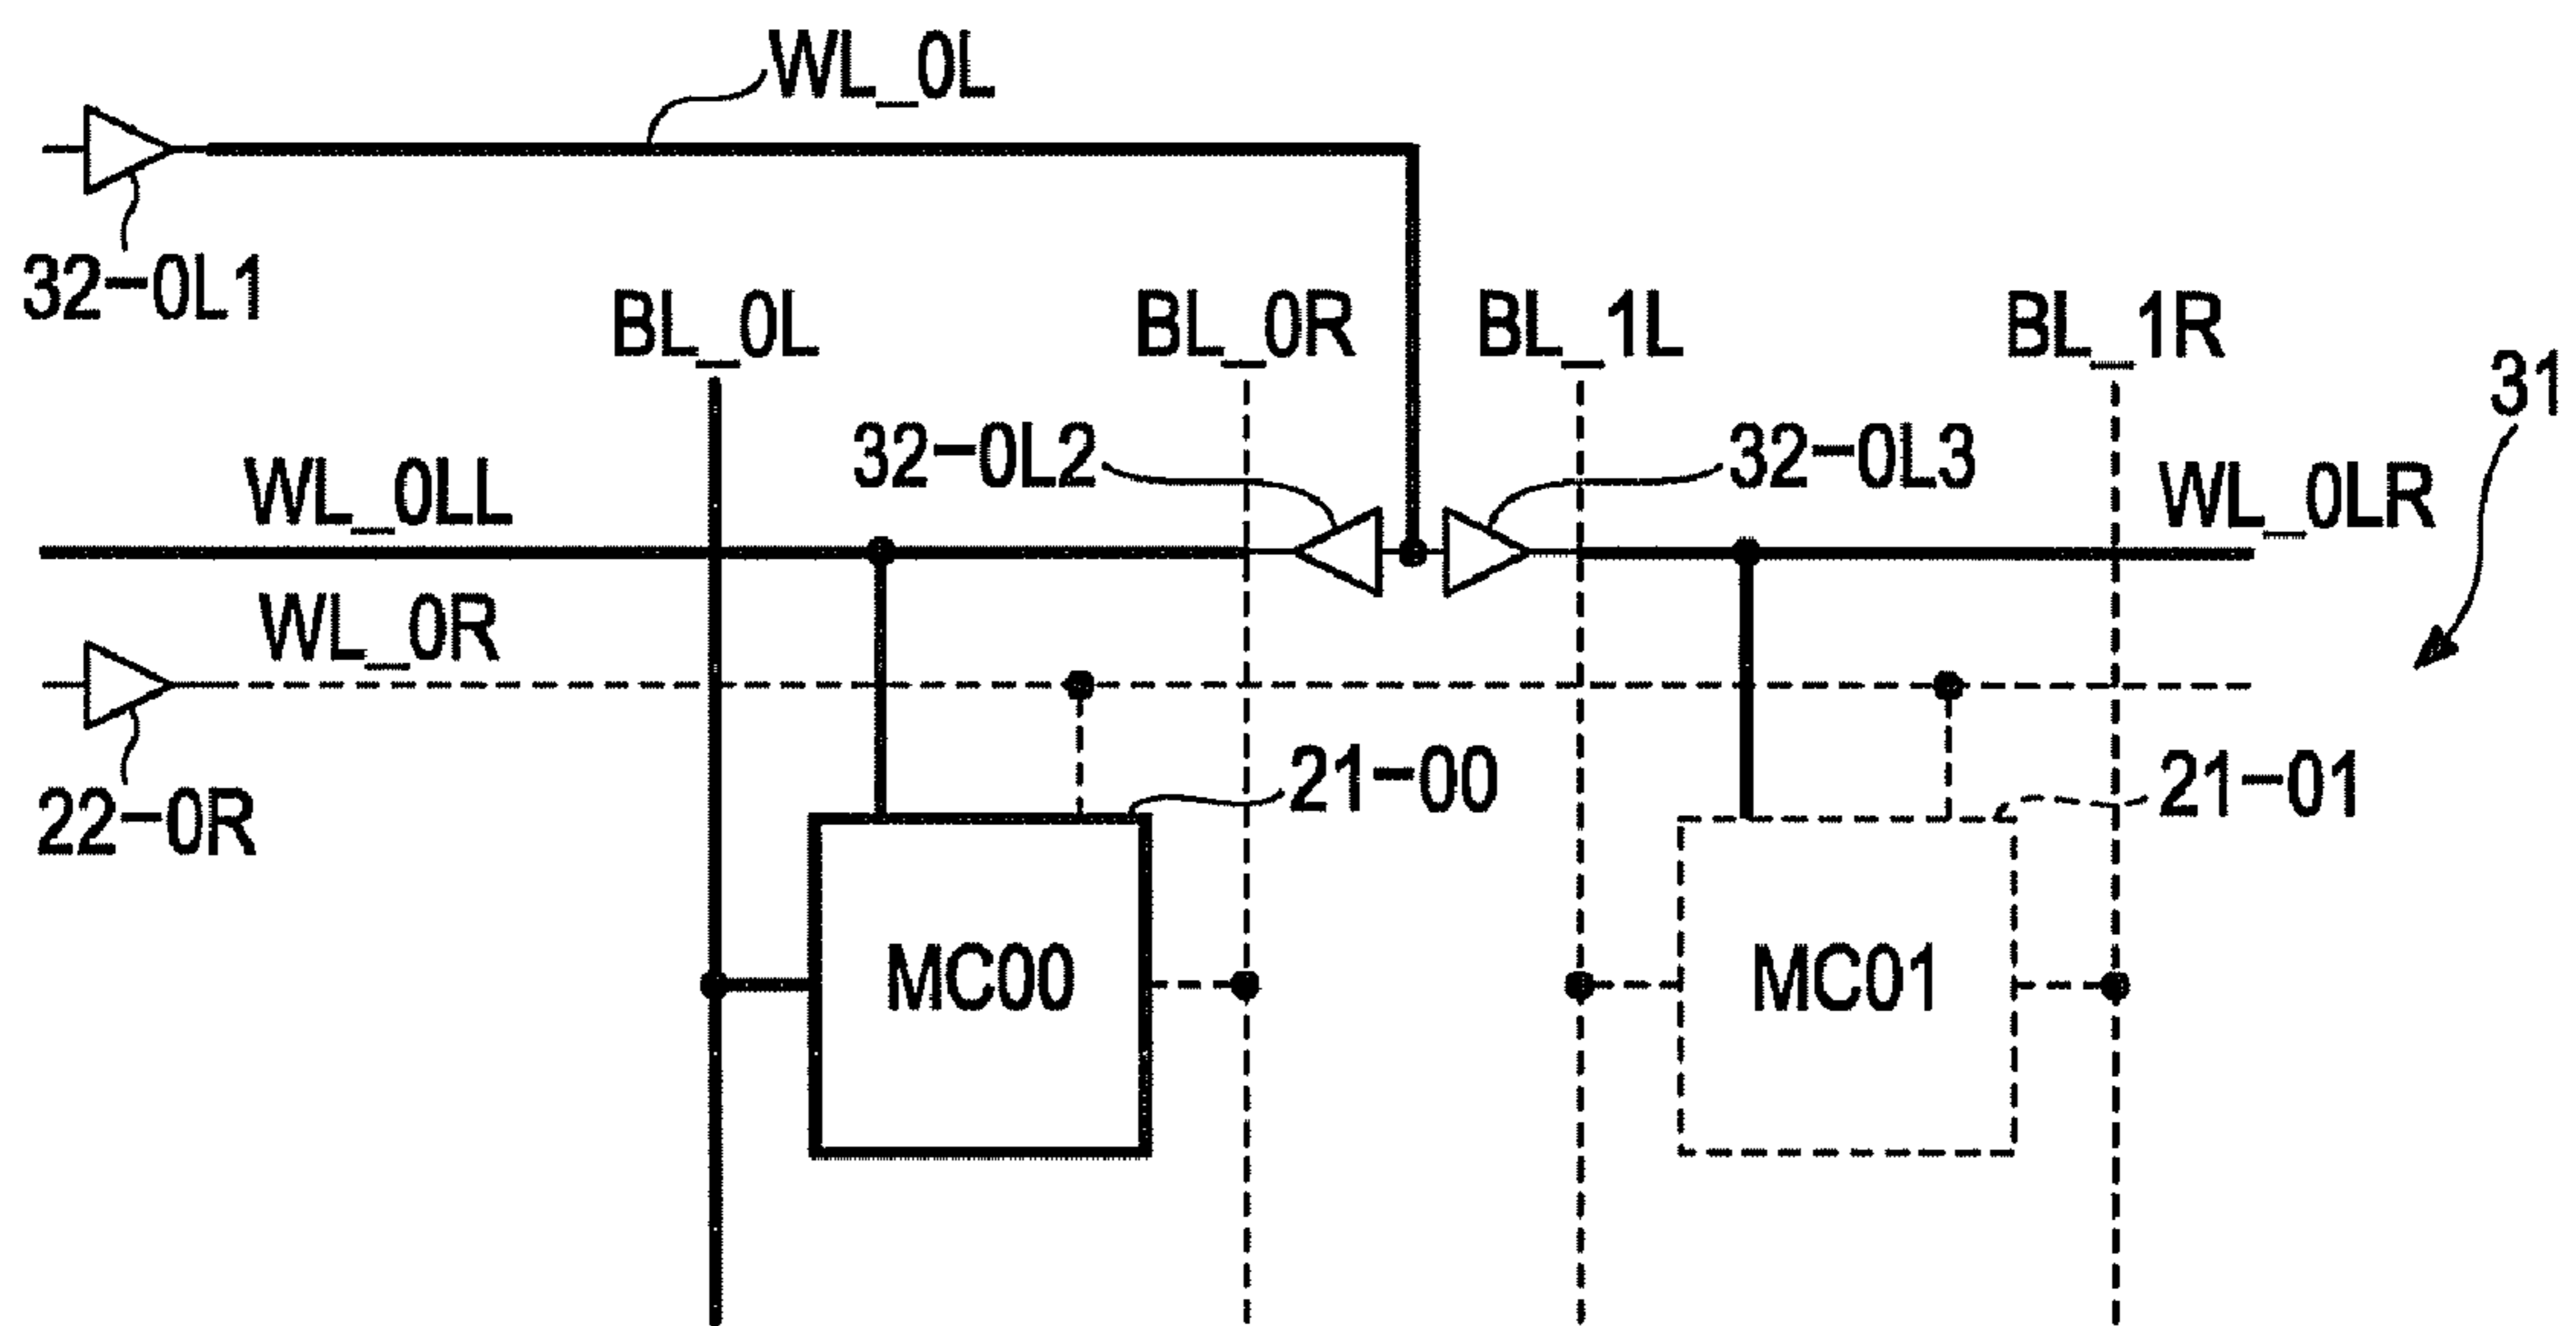 WL_0L
32-0L1
BL_0L
BL_0R
BL_1L
BL_1R
31
32-0L2
32-0L3
WL_0LL
WL_0LR
WL_0R
22-0R
21-00
21-01
MC00
MC01